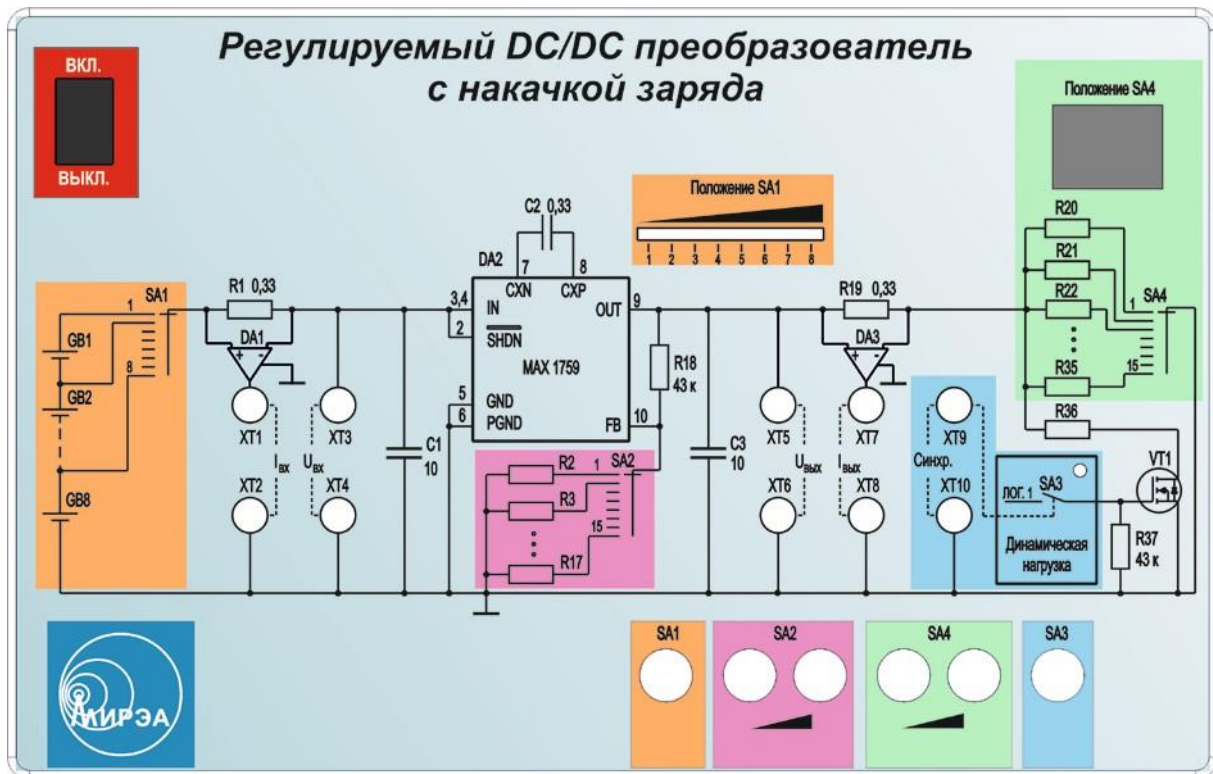 Регулируемый DC/DC преобразователь
с накачкой заряда
ВКЛ.
ВЫКЛ.
Положение SA4
Положение SA1
1 2 3 4 5 6 7 8
C2 0,33
DA2
7
8
CXN
CXP
3,4
IN
OUT
9
2
SHDN
MAX 1759
5
GND
6
PGND
FB
10
R1 0,33
DA1
+ -
SA1
1
8
GB1
GB2
GB8
XT1
XT3
Iвх
Uвх
XT2
XT4
C1
10
R18
43 к
R2
R3
R17
1
15
SA2
C3
10
R19 0,33
DA3
+ -
XT5
XT7
Uвых
Iвых
XT6
XT8
R20
R21
R22
R35
R36
1
15
SA4
XT9
Синхр.
XT10
ЛОГ. 1
SA3
Динамическая
нагрузка
VT1
R37
43 к
МИРЭА
SA1
SA2
SA4
SA3